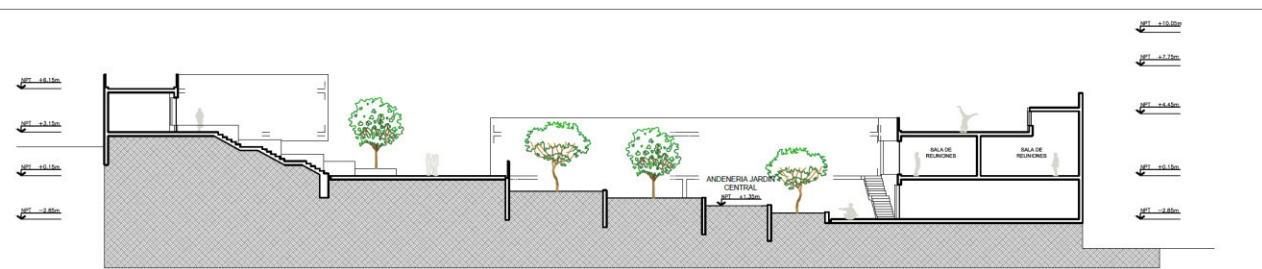 NPT +10.05m
NPT +7.75m
NPT +6.15m
NPT +4.45m
NPT +3.15m
SALA DE
REUNIONES
SALA DE
REUNIONES
NPT +0.15m
NPT +0.15m
ANDENERIA JARDIN
CENTRAL
NPT +1.35m
NPT -2.85m
NPT -2.85m